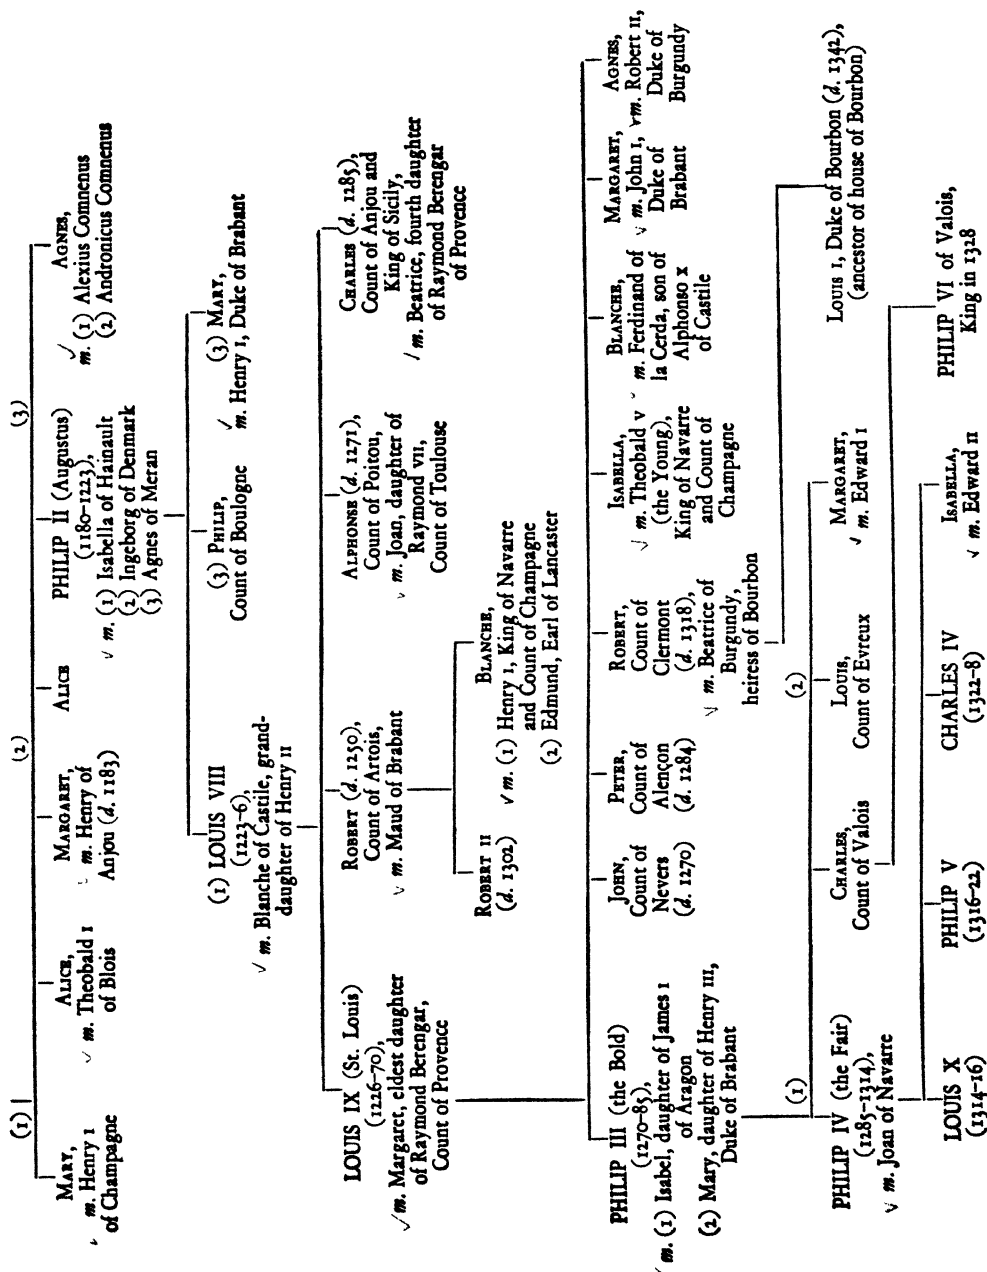 (1) (2) (3)
MARY,
m. Henry I
of Champagne
ALICE,
m. Theobald I
of Blois
MARGARET,
m. Henry of
Anjou (d. 1183)
ALICE
PHILIP II (Augustus)
(1180-1223),
m. (1) Isabella of Hainault
(2) Ingeborg of Denmark
(3) Agnes of Meran
AGNES,
m. (1) Alexius Comnenus
(2) Andronicus Comnenus
(1) LOUIS VIII
(1223-6),
m. Blanche of Castile, grand-
daughter of Henry II
(3) PHILIP,
Count of Boulogne
(3) MARY,
m. Henry I, Duke of Brabant
LOUIS IX (St. Louis)
(1226-70),
m. Margaret, eldest daughter
of Raymond Berengar,
Count of Provence
ROBERT (d. 1250),
Count of Artois,
m. Maud of Brabant
ALPHONSE (d. 1271),
Count of Poitou,
m. Joan, daughter of
Raymond VII,
Count of Toulouse
CHARLES (d. 1285),
Count of Anjou and
King of Sicily,
m. Beatrice, fourth daughter
of Raymond Berengar
of Provence
ROBERT II
(d. 1302)
BLANCHE,
m. (1) Henry I, King of Navarre
and Count of Champagne
(2) Edmund, Earl of Lancaster
PHILIP III (the Bold)
(1270-85),
m. (1) Isabel, daughter of James I
of Aragon
(2) Mary, daughter of Henry III,
Duke of Brabant
JOHN,
Count of
Nevers
(d. 1270)
PETER,
Count of
Alençon
(d. 1284)
ROBERT,
Count of
Clermont
(d. 1318),
m. Beatrice of
Burgundy,
heiress of Bourbon
ISABELLA,
m. Theobald V
(the Young),
King of Navarre
and Count of
Champagne
BLANCHE,
m. Ferdinand of
la Cerda, son of
Alphonso X
of Castile
MARGARET,
m. John I,
Duke of
Brabant
AGNES,
m. Robert II,
Duke of
Burgundy
(1) (2)
PHILIP IV (the Fair)
(1285-1314),
m. Joan of Navarre
CHARLES,
Count of Valois
LOUIS,
Count of Evreux
MARGARET,
m. Edward I
LOUIS I, Duke of Bourbon (d. 1342),
(ancestor of house of Bourbon)
LOUIS X
(1314-16)
PHILIP V
(1316-22)
CHARLES IV
(1322-8)
ISABELLA,
m. Edward II
PHILIP VI of Valois,
King in 1328